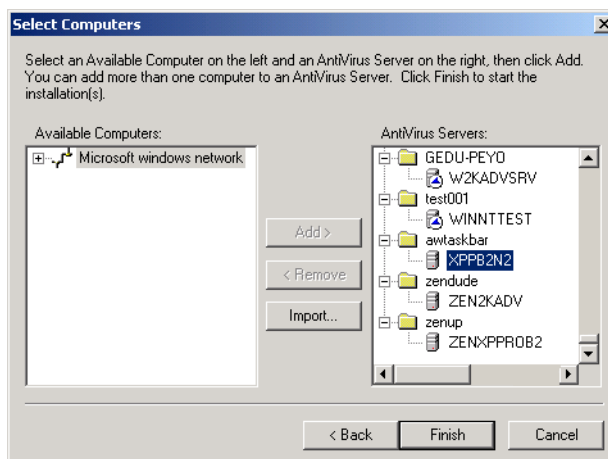 Select Computers
Select an Available Computer on the left and an AntiVirus Server on the right, then click Add.
You can add more than one computer to an AntiVirus Server. Click Finish to start the
installation(s).
Available Computers:
Microsoft windows network
Add >
< Remove
Import...
AntiVirus Servers:
GEDU-PEYO
W2KADVSRV
test001
WINNTTEST
awtaskbar
XPPB2N2
zendude
ZEN2KADV
zenup
ZENXPPROB2
< Back
Finish
Cancel